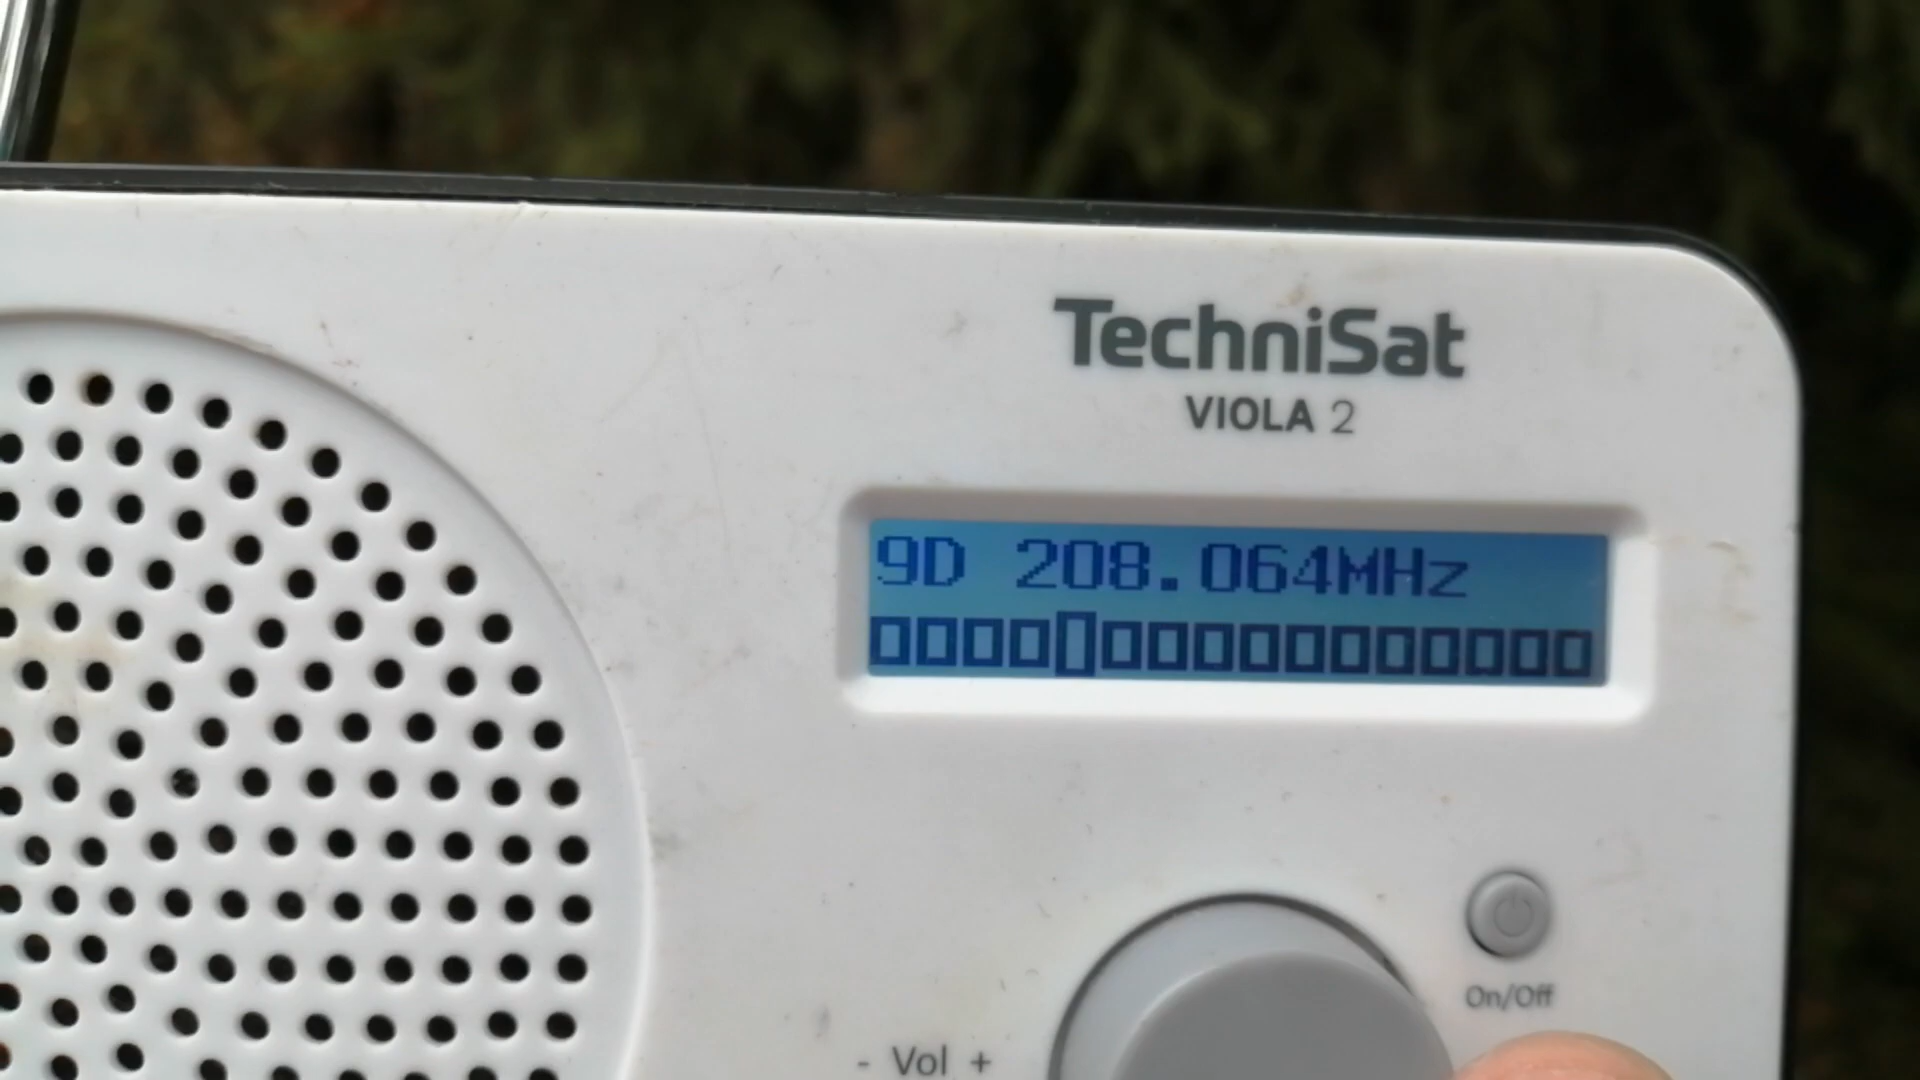 TechniSat
VIOLA 2
9D 208.064MHz
On/Off
- Vol +